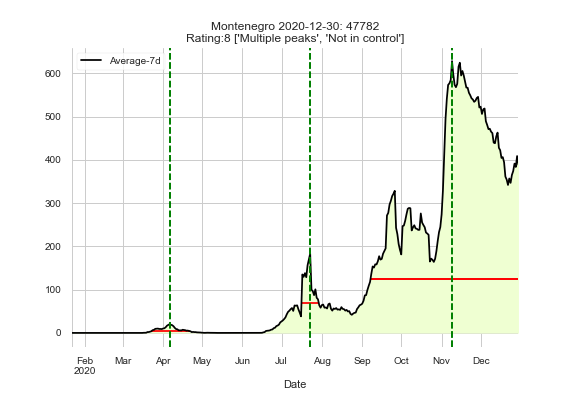 Montenegro 2020-12-30: 47782
Rating:8 ['Multiple peaks', 'Not in control']
Average-7d
600
500
400
300
200
100
0
Feb Mar Apr May Jun Jul Aug Sep Oct Nov Dec
2020
Date